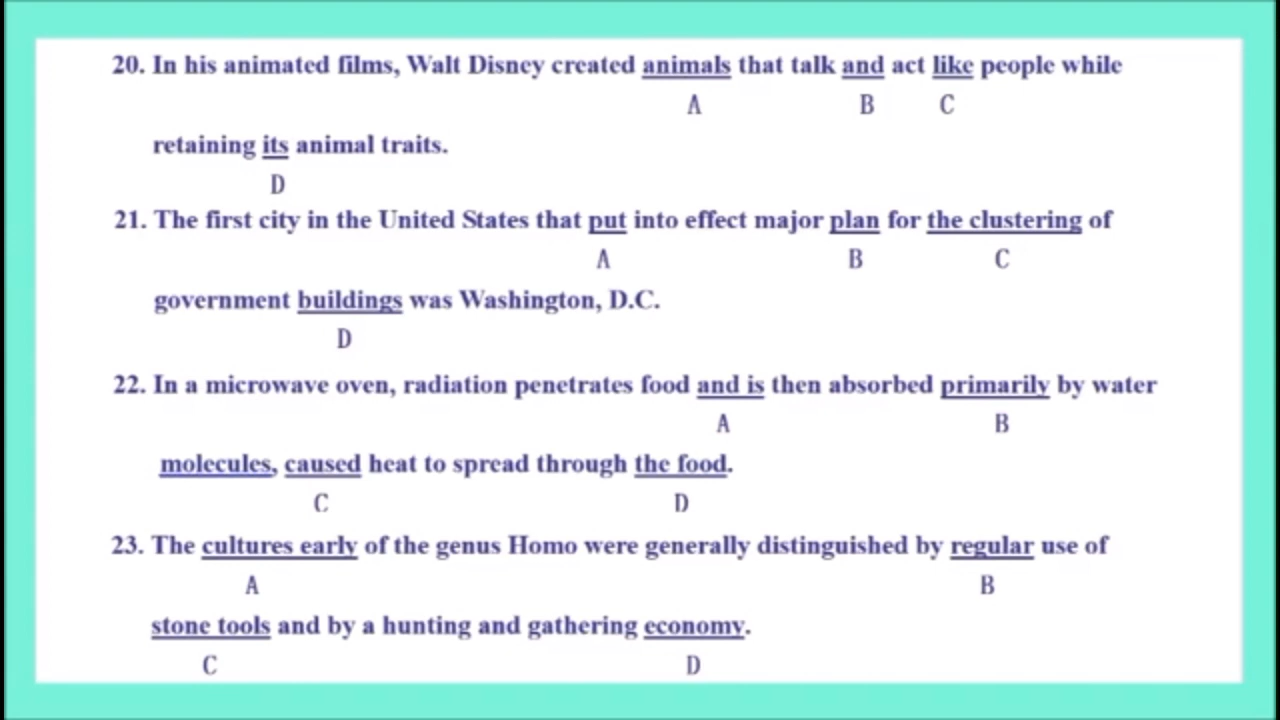 20. In his animated films, Walt Disney created animals that talk and act like people while
A B C
retaining its animal traits.
D
21. The first city in the United States that put into effect major plan for the clustering of
A B C
government buildings was Washington, D.C.
D
22. In a microwave oven, radiation penetrates food and is then absorbed primarily by water
A B
molecules, caused heat to spread through the food.
C D
23. The cultures early of the genus Homo were generally distinguished by regular use of
A B
stone tools and by a hunting and gathering economy.
C D